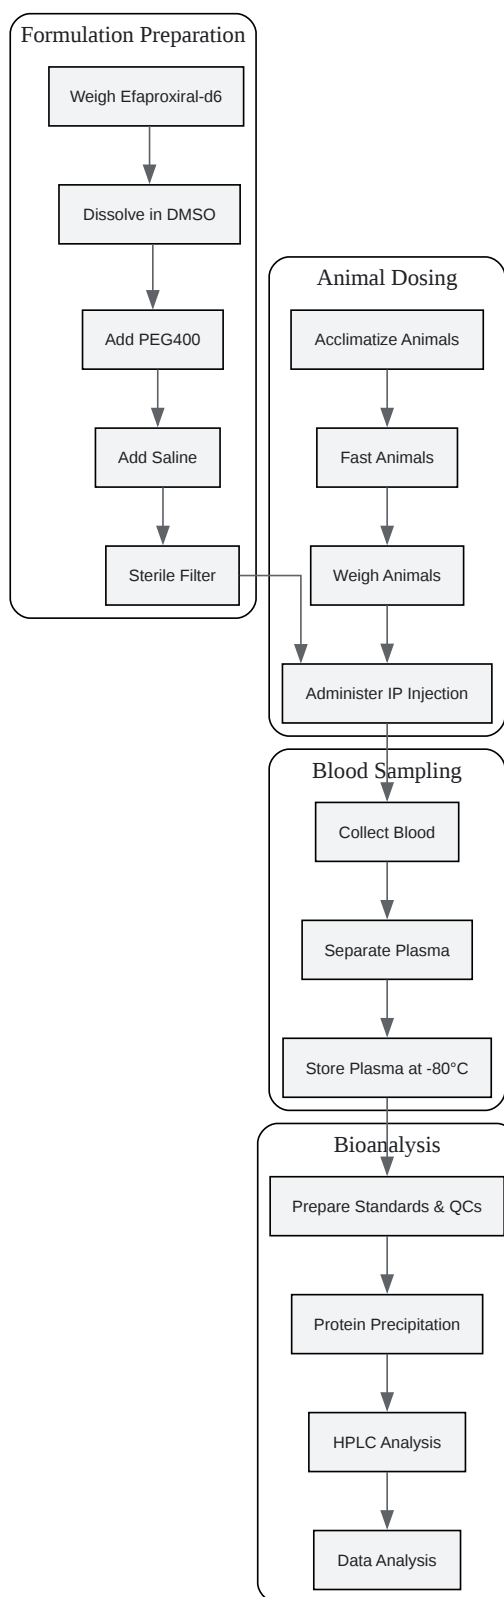 Formulation Preparation
Weigh Efaproxiral-d6
Dissolve in DMSO
Add PEG400
Add Saline
Sterile Filter
Animal Dosing
Acclimatize Animals
Fast Animals
Weigh Animals
Administer IP Injection
Blood Sampling
Collect Blood
Separate Plasma
Store Plasma at -80°C
Bioanalysis
Prepare Standards & QCs
Protein Precipitation
HPLC Analysis
Data Analysis